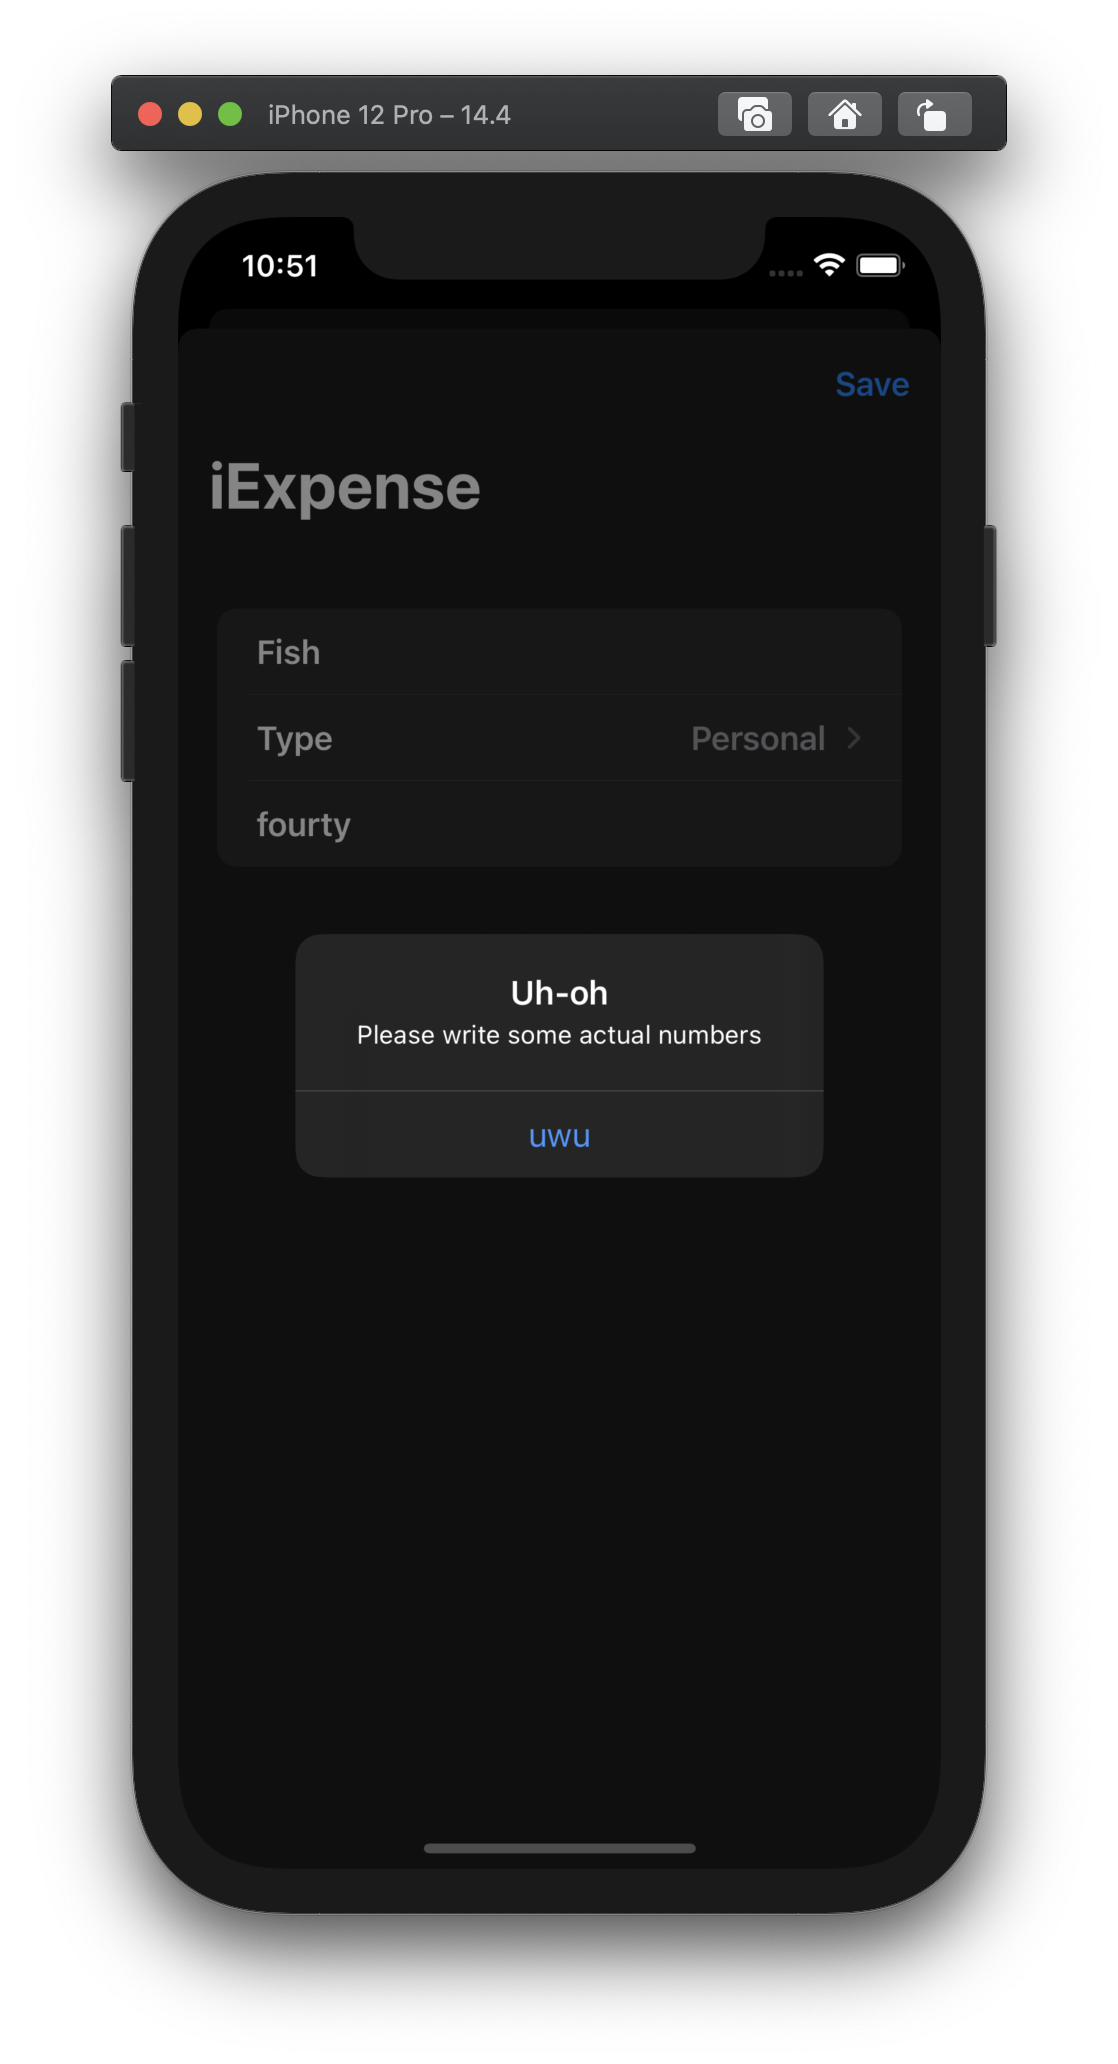 iPhone 12 Pro – 14.4
10:51
Save
iExpense
Fish
Type Personal
fourty
Uh-oh
Please write some actual numbers
uwu